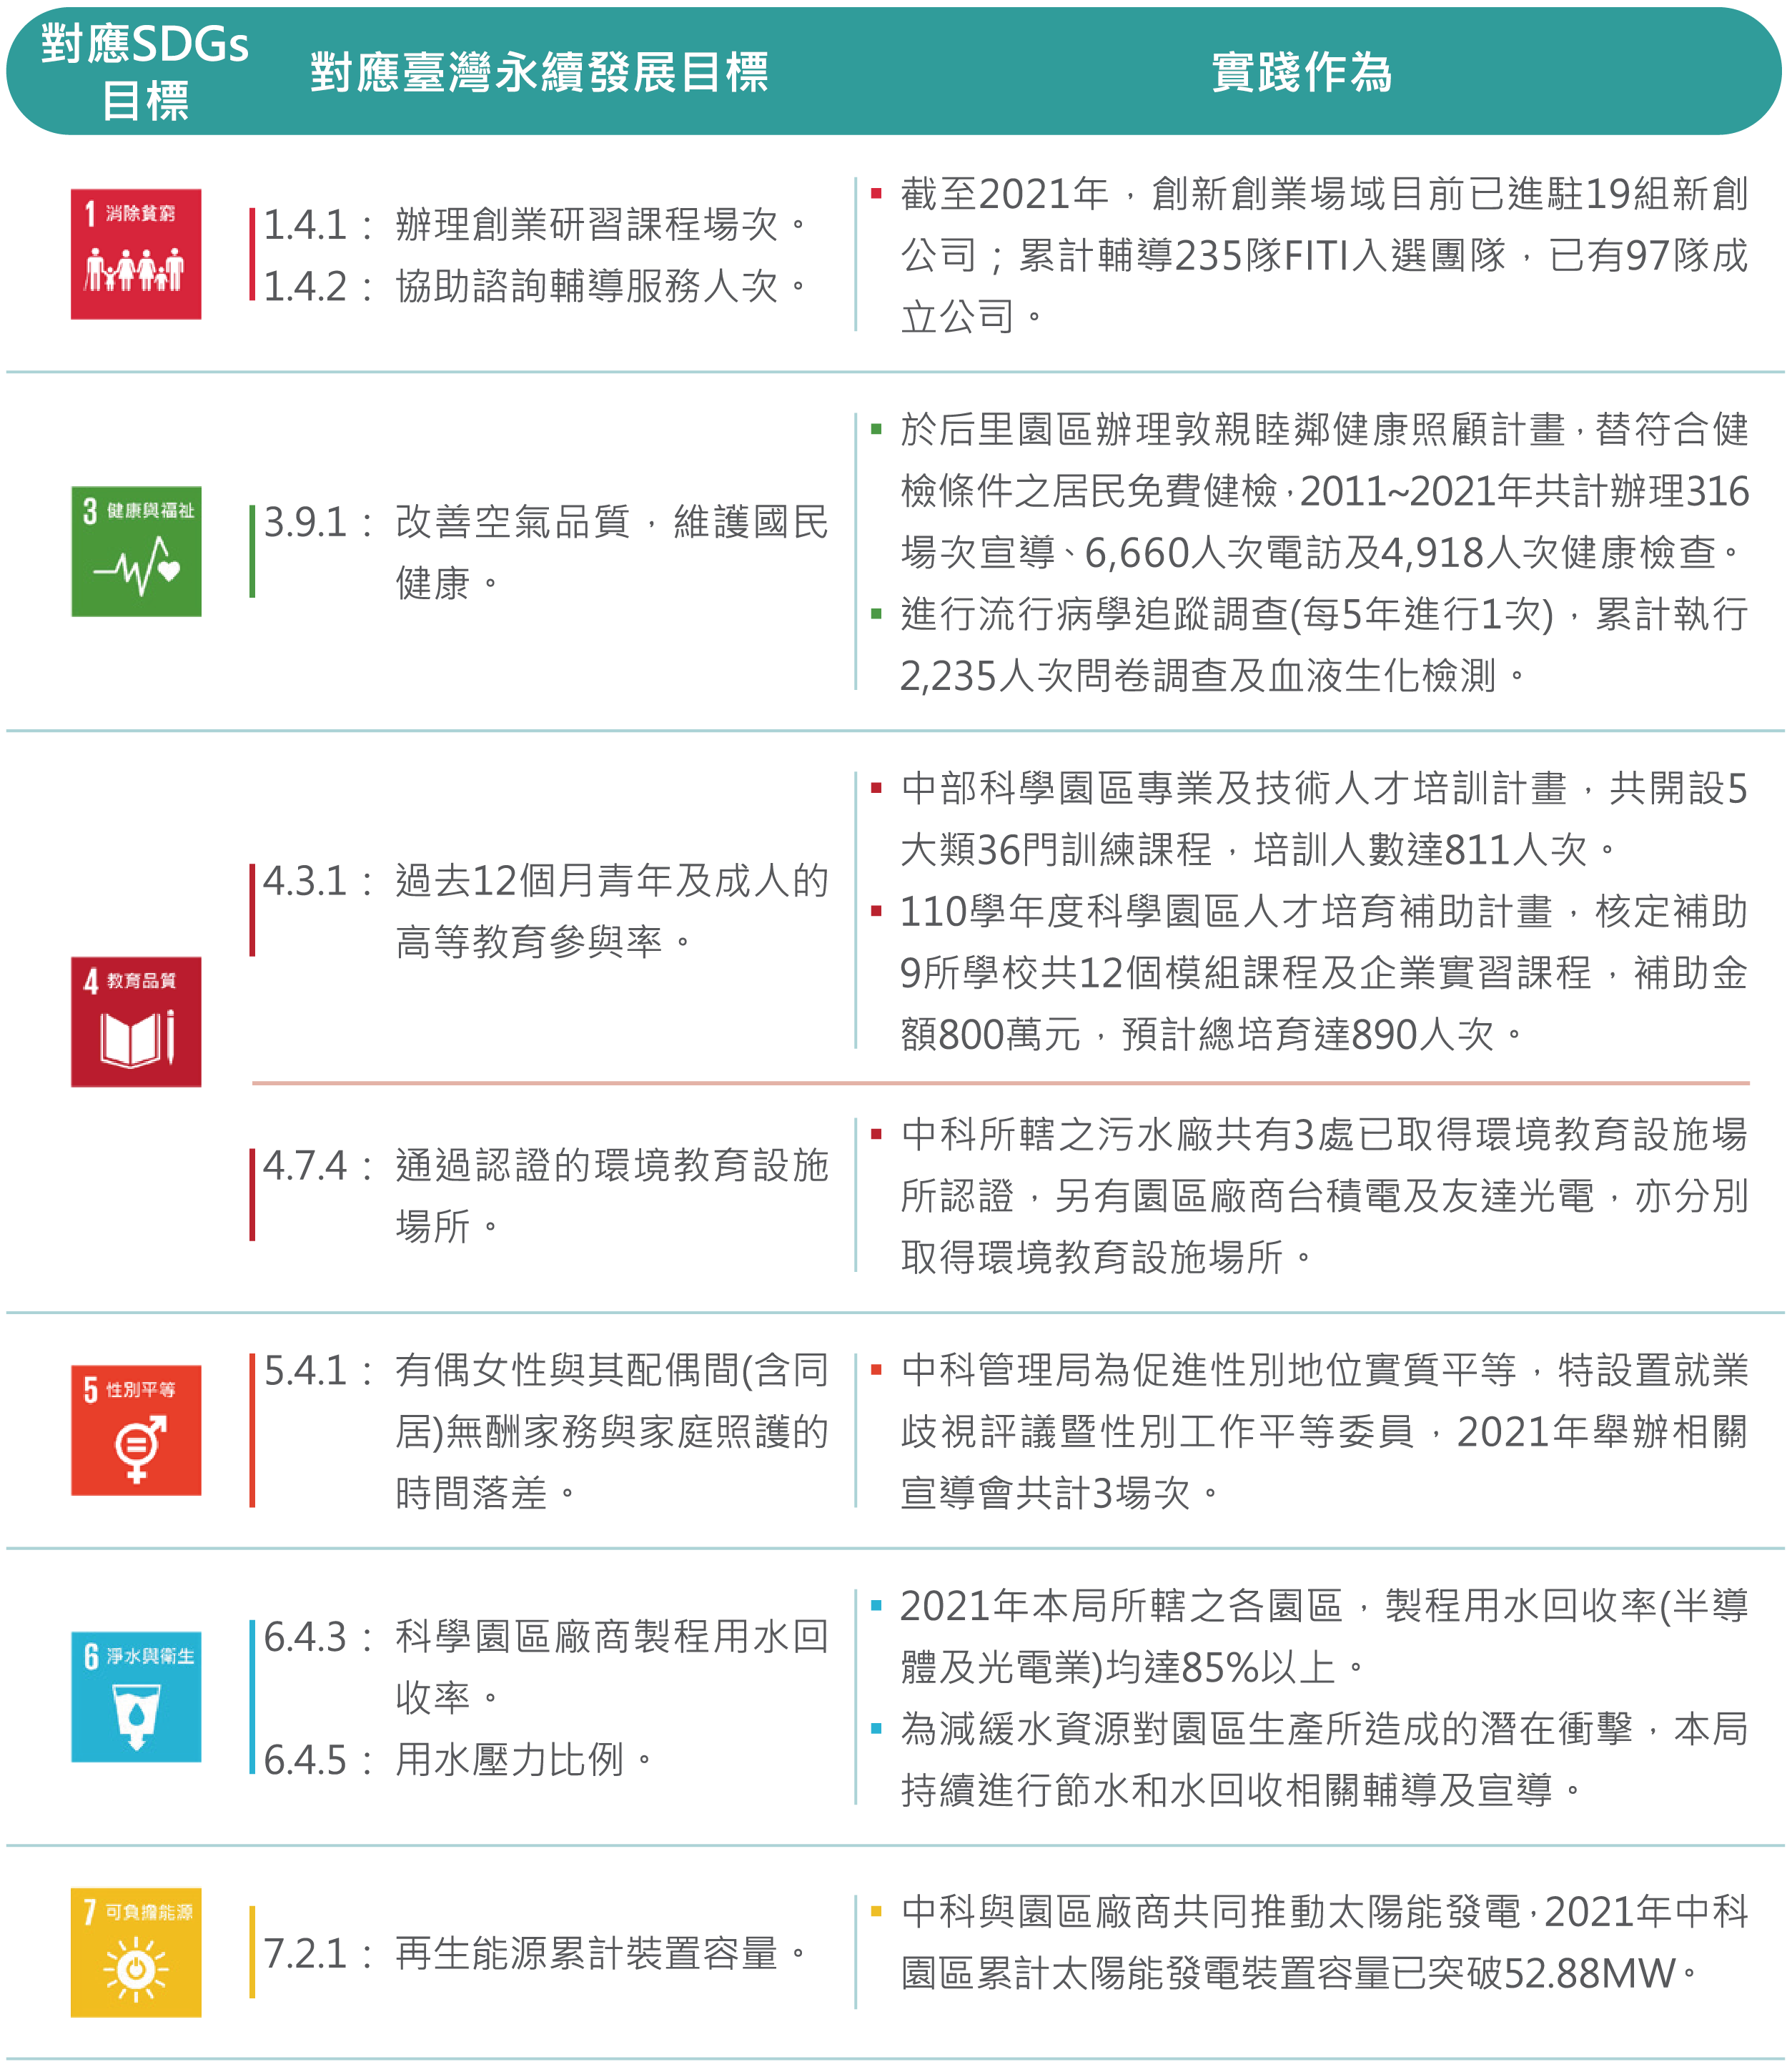 對應SDGs
目標
對應臺灣永續發展目標
實踐作為
1 消除貧窮
1.4.1： 辦理創業研習課程場次。
1.4.2： 協助諮詢輔導服務人次。
▪ 截至2021年，創新創業場域目前已進駐19組新創
公司；累計輔導235隊FITI入選團隊，已有97隊成
立公司。
3 健康與福祉
3.9.1： 改善空氣品質，維護國民
健康。
▪ 於后里園區辦理敦親睦鄰健康照顧計畫，替符合健
檢條件之居民免費健檢，2011~2021年共計辦理316
場次宣導、6,660人次電訪及4,918人次健康檢查。
▪ 進行流行病學追蹤調查(每5年進行1次)，累計執行
2,235人次問卷調查及血液生化檢測。
4 教育品質
4.3.1： 過去12個月青年及成人的
高等教育參與率。
▪ 中部科學園區專業及技術人才培訓計畫，共開設5
大類36門訓練課程，培訓人數達811人次。
▪ 110學年度科學園區人才培育補助計畫，核定補助
9所學校共12個模組課程及企業實習課程，補助金
額800萬元，預計總培育達890人次。
4.7.4： 通過認證的環境教育設施
場所。
▪ 中科所轄之污水廠共有3處已取得環境教育設施場
所認證，另有園區廠商台積電及友達光電，亦分別
取得環境教育設施場所。
5 性別平等
5.4.1： 有偶女性與其配偶間(含同
居)無酬家務與家庭照護的
時間落差。
▪ 中科管理局為促進性別地位實質平等，特設置就業
歧視評議暨性別工作平等委員，2021年舉辦相關
宣導會共計3場次。
6 淨水與衛生
6.4.3： 科學園區廠商製程用水回
收率。
6.4.5： 用水壓力比例。
▪ 2021年本局所轄之各園區，製程用水回收率(半導
體及光電業)均達85%以上。
▪ 為減緩水資源對園區生產所造成的潛在衝擊，本局
持續進行節水和水回收相關輔導及宣導。
7 可負擔能源
7.2.1： 再生能源累計裝置容量。
▪ 中科與園區廠商共同推動太陽能發電，2021年中科
園區累計太陽能發電裝置容量已突破52.88MW。